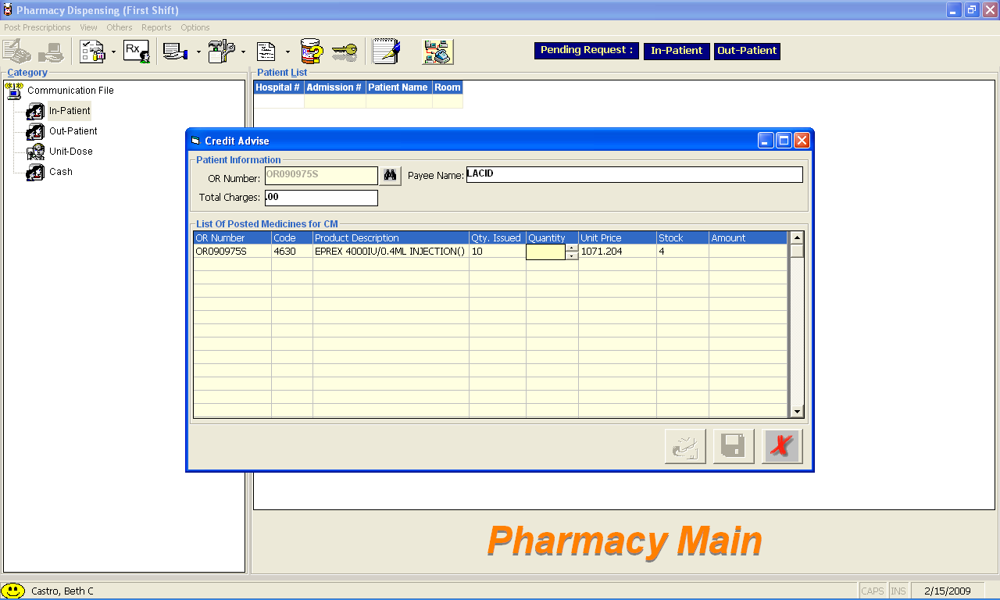 Pharmacy Dispensing (First Shift)
Post Prescriptions View Others Reports Options
Rx
Pending Request : In-Patient Out-Patient
Category
Communication File
In-Patient
Out-Patient
Unit-Dose
Cash
Patient List
Hospital # Admission # Patient Name Room
Credit Advise
Patient Information
OR Number: OR090975S Payee Name: LACID
Total Charges: .00
List Of Posted Medicines for CM
OR Number Code Product Description Qty. Issued Quantity Unit Price Stock Amount
OR090975S 4630 EPREX 4000IU/0.4ML INJECTION() 10 1071.204 4
Pharmacy Main
Castro, Beth C CAPS INS 2/15/2009